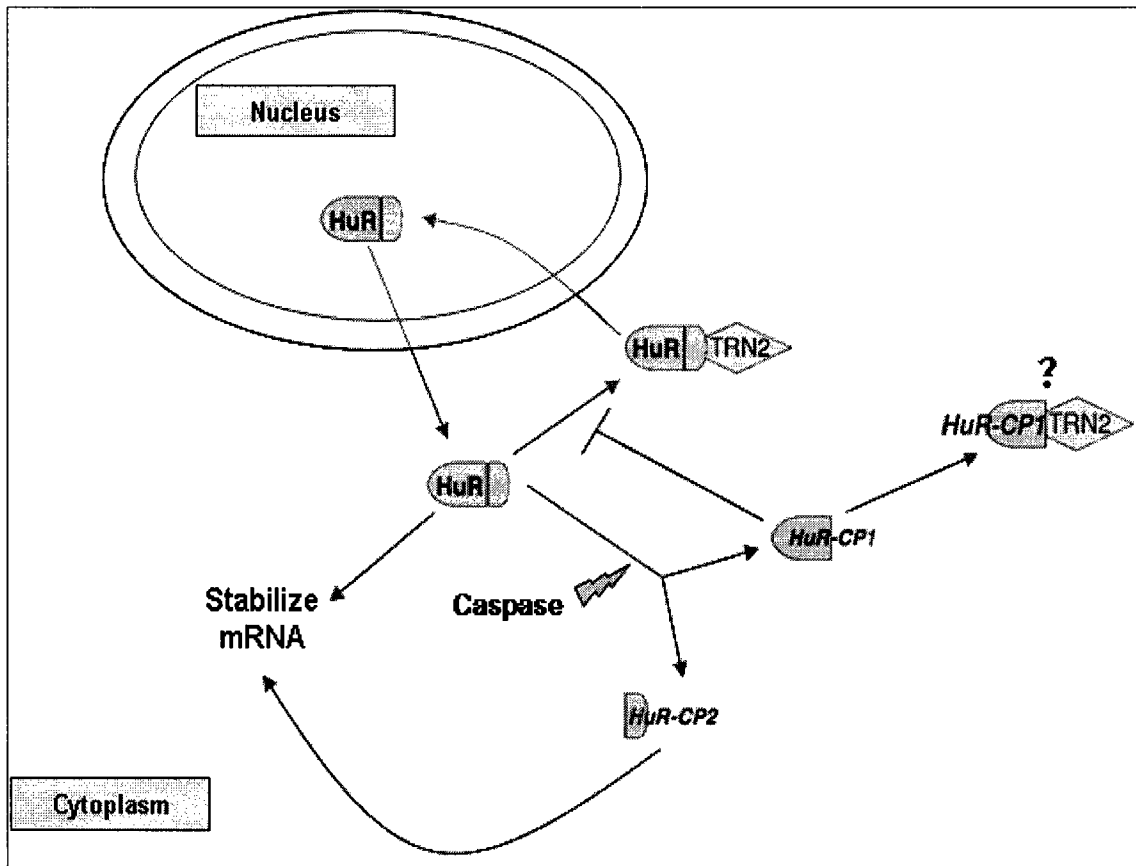 Nucleus
HuR
HuR TRN2
?
HuR-CP1 TRN2
HuR
HuR-CP1
Caspase
Stabilize
mRNA
HuR-CP2
Cytoplasm